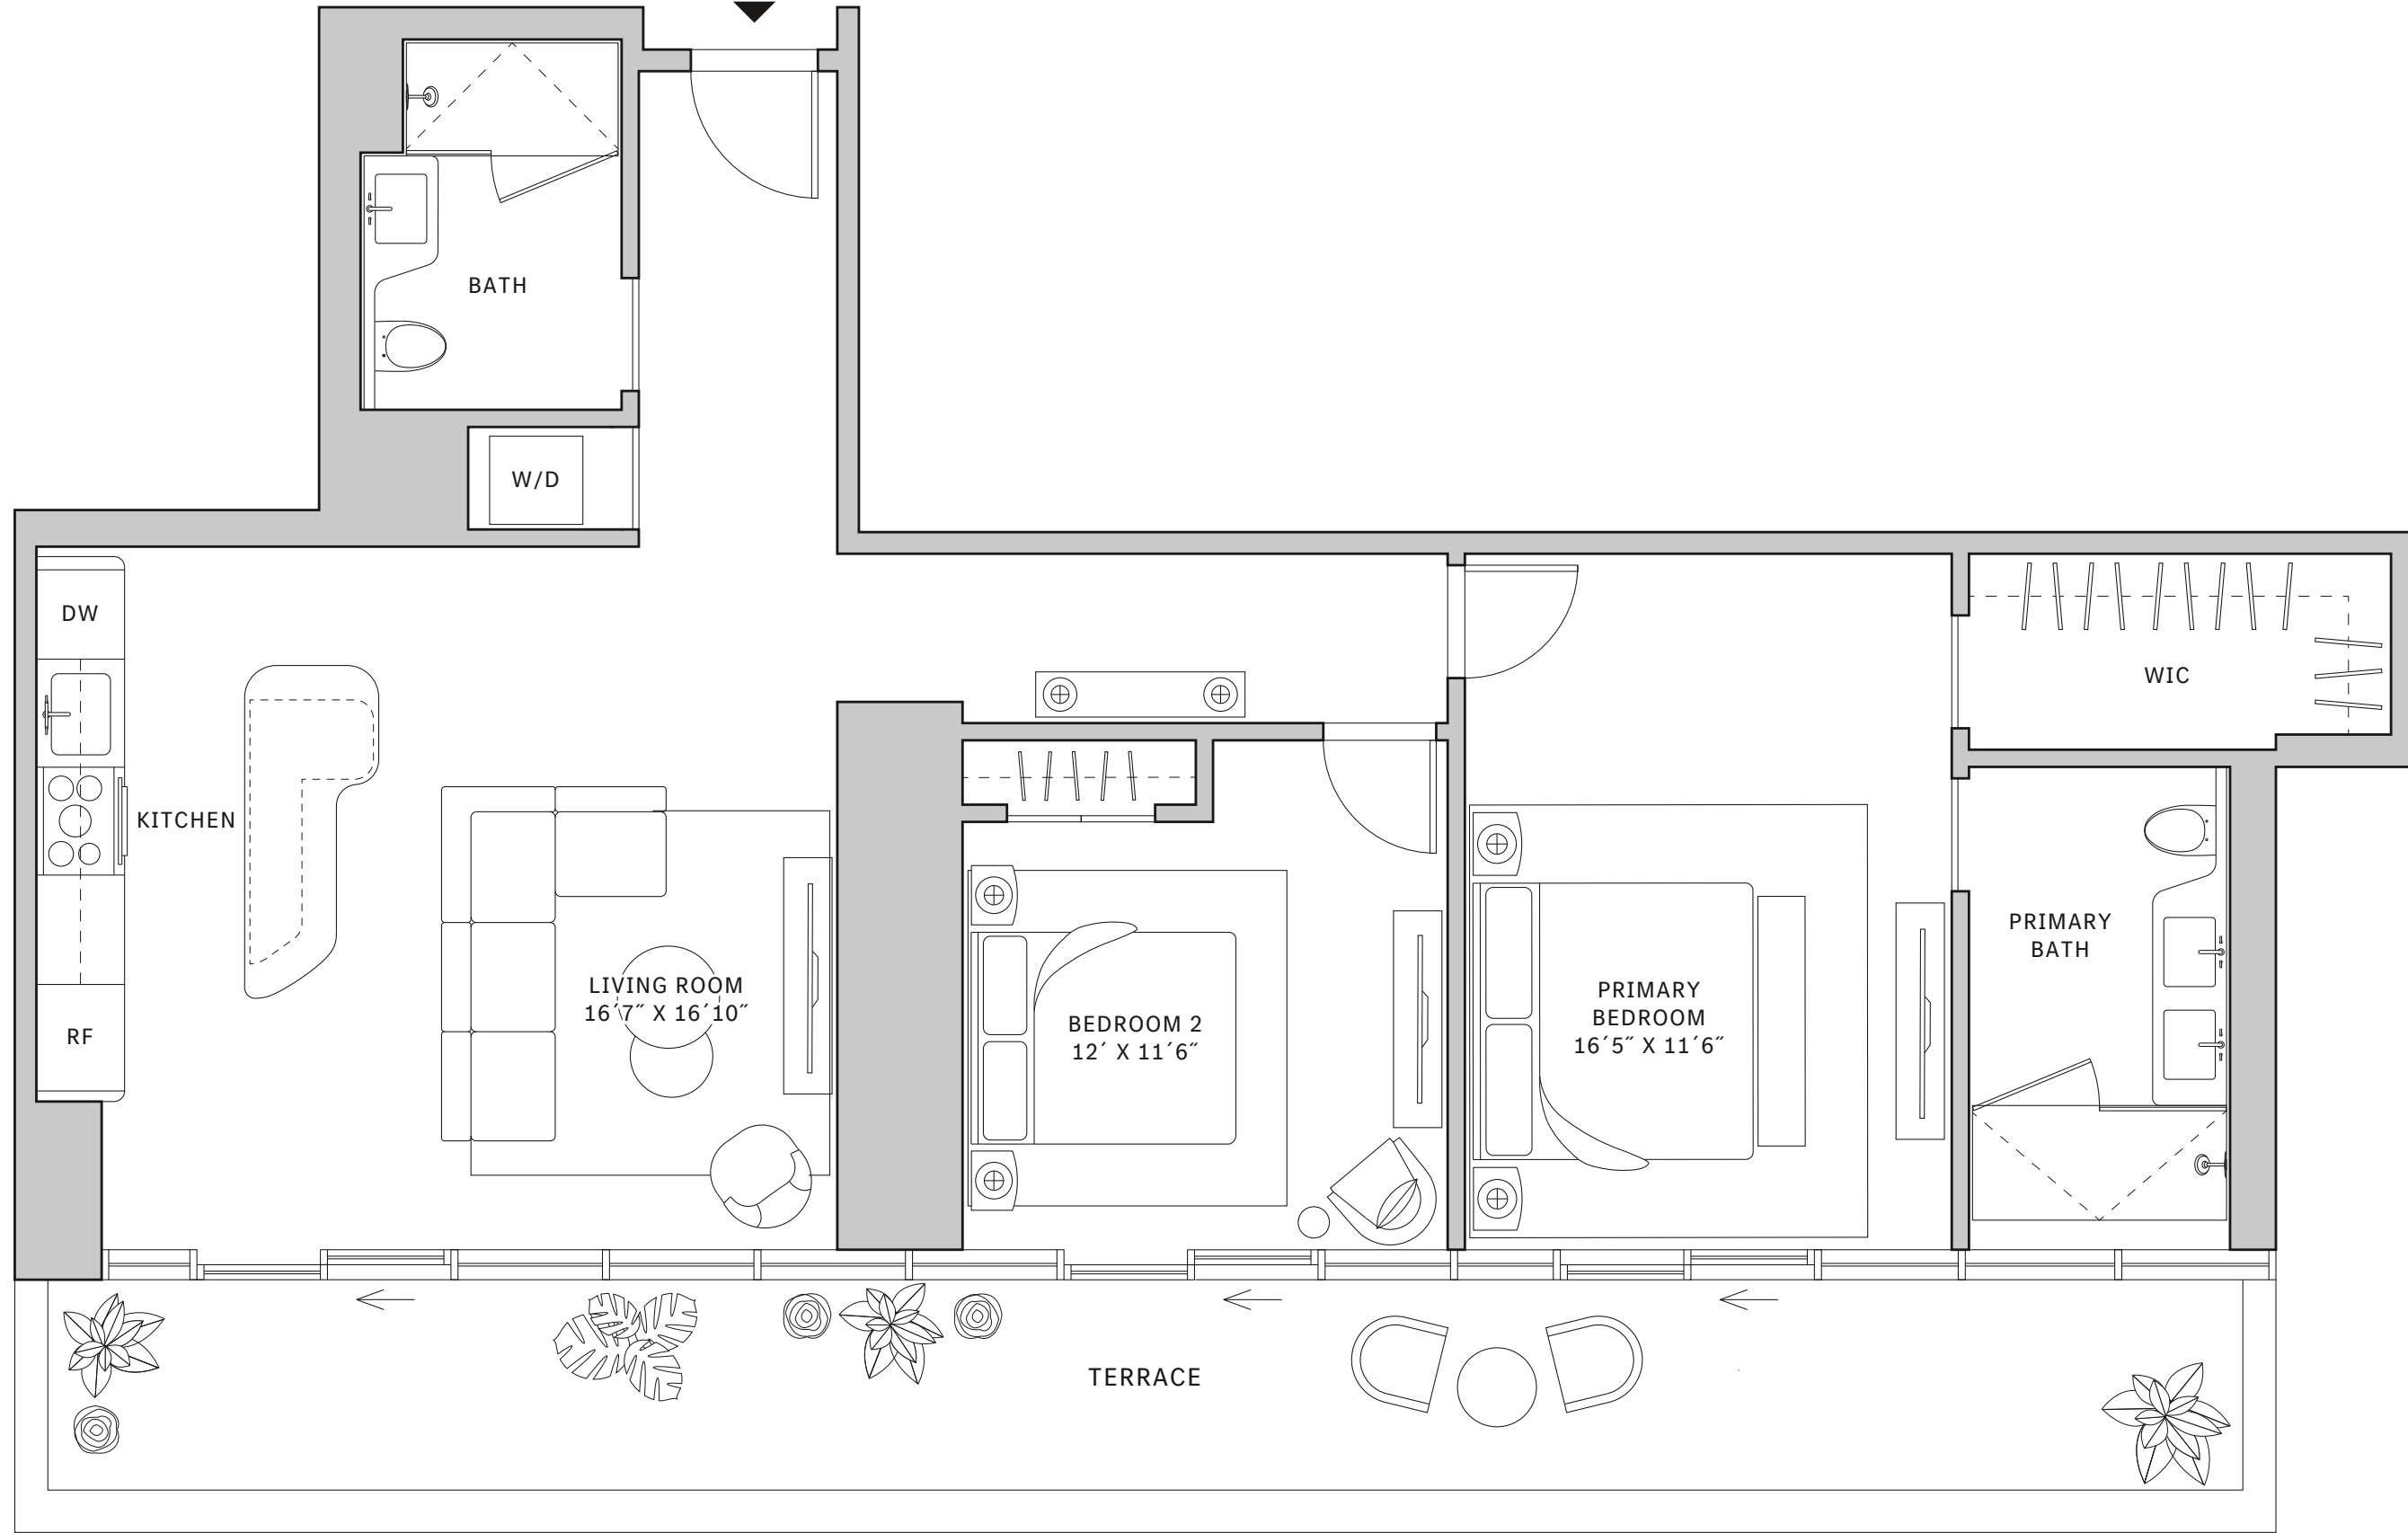 BATH
W/D
DW
WIC
KITCHEN
PRIMARY
BATH
LIVING ROOM
16′7″ X 16′10″
PRIMARY
BEDROOM
16′5″ X 11′6″
BEDROOM 2
12′ X 11′6″
RF
TERRACE